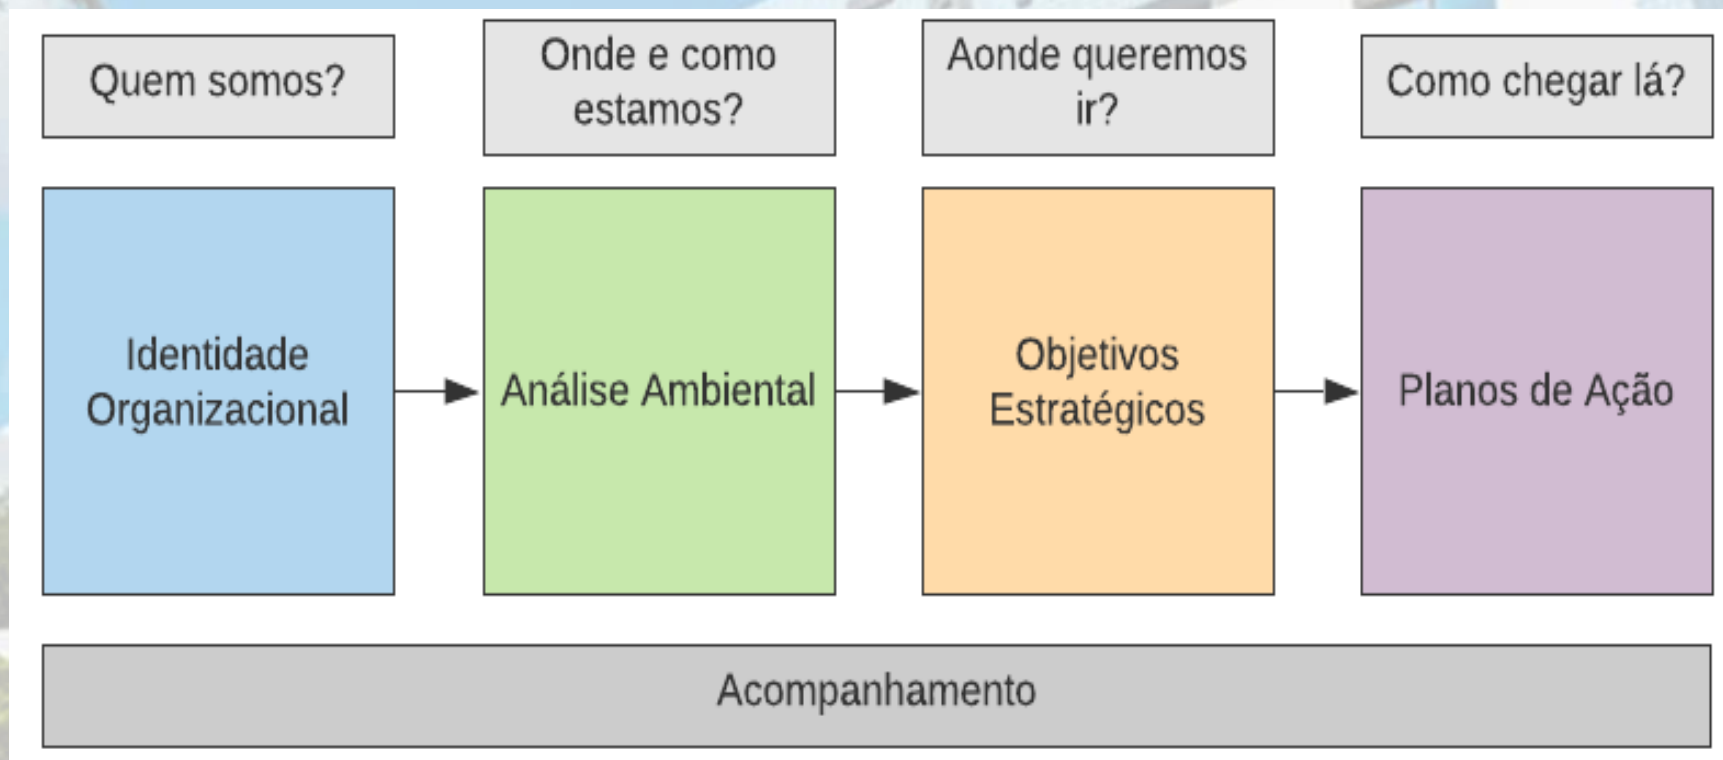 Quem somos?
Onde e como
estamos?
Aonde queremos
ir?
Como chegar lá?
Identidade
Organizacional
Análise Ambiental
Objetivos
Estratégicos
Planos de Ação
Acompanhamento